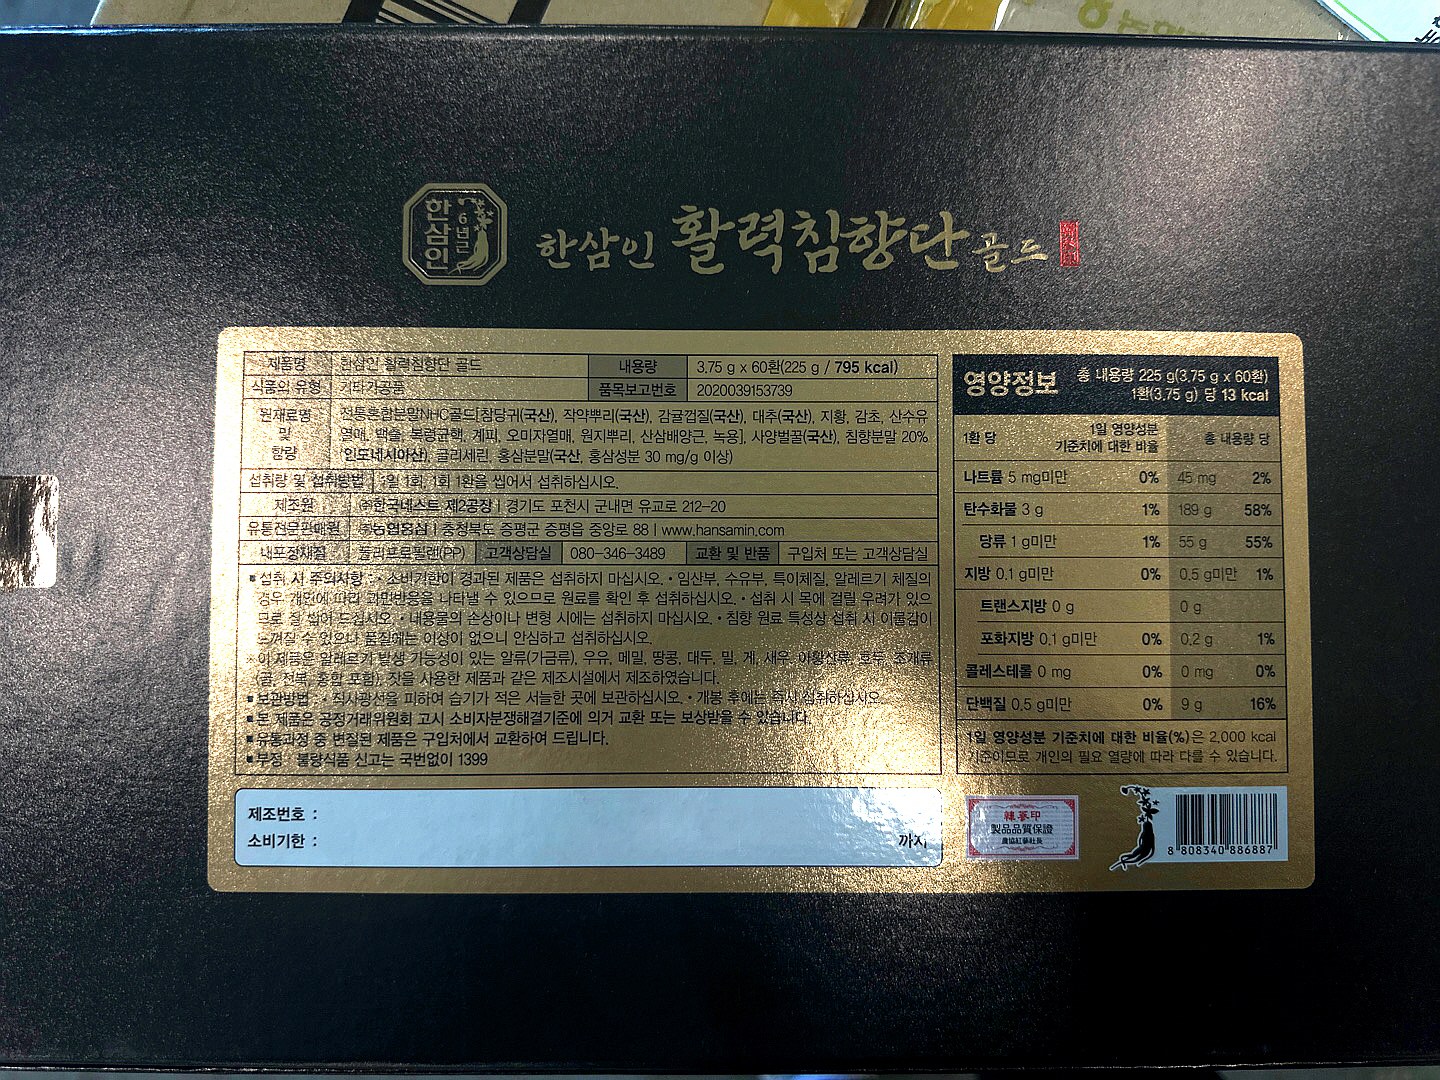 한삼인
6년근
한삼인 활력침향단 골드
제품명 한삼인 활력침향단 골드 내용량 3.75 g x 60환(225 g / 795 kcal)
식품의 유형 기타가공품 품목보고번호 2020039153739
원재료명 및 함량
전통혼합분말NHC골드[참당귀(국산), 작약뿌리(국산), 감귤껍질(국산), 대추(국산), 지황, 감초, 산수유
열매, 백출, 복령균핵, 계피, 오미자열매, 원지뿌리, 산삼배양근, 녹용], 사양벌꿀(국산), 침향분말 20%
(인도네시아산), 글리세린, 홍삼분말(국산, 홍삼성분 30 mg/g 이상)
섭취량 및 섭취방법 1일 1회, 1회 1환을 씹어서 섭취하십시오.
제조원 ㈜한국네스트 제2공장 | 경기도 포천시 군내면 유교로 212-20
유통전문판매원 ㈜농협홍삼 | 충청북도 증평군 증평읍 중앙로 88 | www.hansamin.com
내포장재질 폴리프로필렌(PP) 고객상담실 080-346-3489 교환 및 반품 구입처 또는 고객상담실
■ 섭취 시 주의사항 : • 소비기한이 경과된 제품은 섭취하지 마십시오. • 임산부, 수유부, 특이체질, 알레르기 체질의
경우 개인에 따라 과민반응을 나타낼 수 있으므로 원료를 확인 후 섭취하십시오. • 섭취 시 목에 걸릴 우려가 있으
므로 잘 씹어 드십시오. • 내용물의 손상이나 변형 시에는 섭취하지 마십시오. • 침향 원료 특성상 섭취 시 이물감이
느껴질 수 있으나 품질에는 이상이 없으니 안심하고 섭취하십시오.
※이 제품은 알레르기 발생 가능성이 있는 알류(가금류), 우유, 메밀, 땅콩, 대두, 밀, 게, 새우, 아황산류, 호두, 조개류
(굴, 전복, 홍합 포함), 잣을 사용한 제품과 같은 제조시설에서 제조하였습니다.
■ 보관방법 : • 직사광선을 피하여 습기가 적은 서늘한 곳에 보관하십시오. • 개봉 후에는 즉시 섭취하십시오.
■ 본 제품은 공정거래위원회 고시 소비자분쟁해결기준에 의거 교환 또는 보상받을 수 있습니다.
■ 유통과정 중 변질된 제품은 구입처에서 교환하여 드립니다.
■ 부정·불량식품 신고는 국번없이 1399
제조번호 :
소비기한 : 까지
영양정보 총 내용량 225 g(3.75 g x 60환)
1환(3.75 g) 당 13 kcal
1환 당 1일 영양성분 기준치에 대한 비율 총 내용량 당
나트륨 5 mg미만 0% 45 mg 2%
탄수화물 3 g 1% 189 g 58%
당류 1 g미만 1% 55 g 55%
지방 0.1 g미만 0% 0.5 g미만 1%
트랜스지방 0 g 0 g
포화지방 0.1 g미만 0% 0.2 g 1%
콜레스테롤 0 mg 0% 0 mg 0%
단백질 0.5 g미만 0% 9 g 16%
1일 영양성분 기준치에 대한 비율(%)은 2,000 kcal
기준이므로 개인의 필요 열량에 따라 다를 수 있습니다.
韓蔘印
製品品質保證
農協紅蔘社長
8 808340 886887